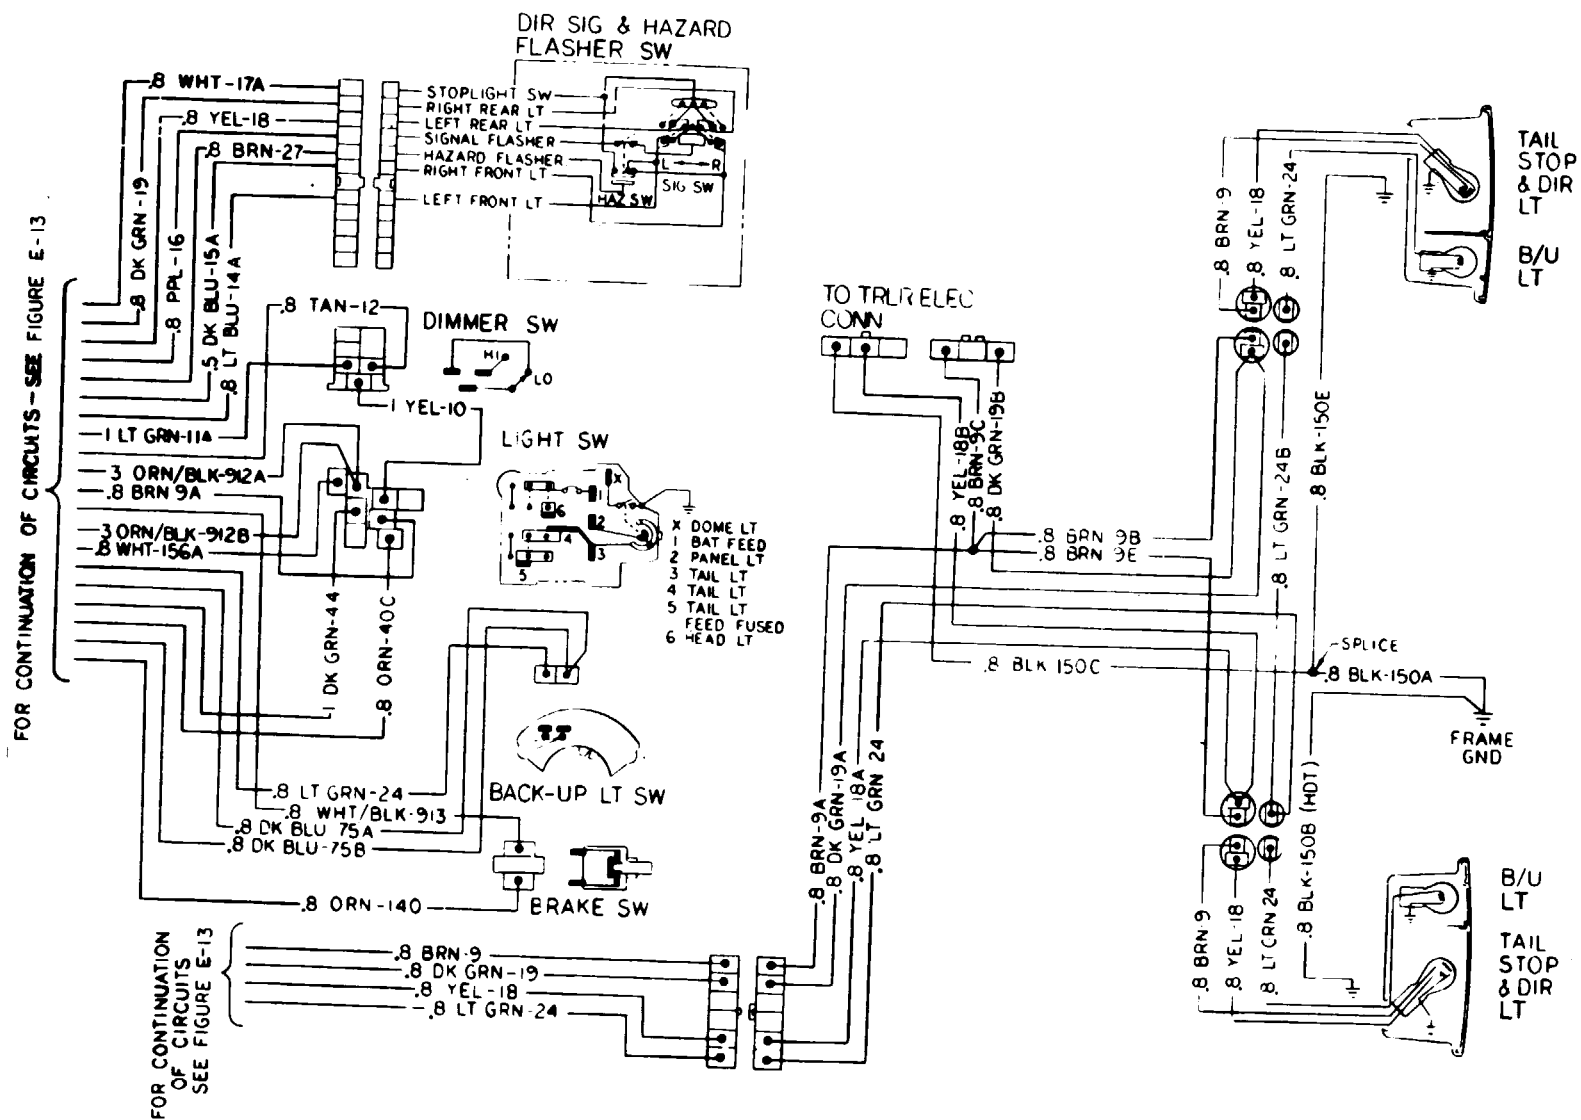 DIR SIG & HAZARD
FLASHER SW
.8 WHT-17A
.8 YEL-18
.8 BRN-27
.8 DK GRN-19
.8 PPL-16
.5 DK BLU-15A
.8 LT BLU-14A
STOPLIGHT SW
RIGHT REAR LT
LEFT REAR LT
SIGNAL FLASHER
HAZARD FLASHER
RIGHT FRONT LT
LEFT FRONT LT
L R
SIG SW
HAZ SW
FOR CONTINUATION OF CIRCUITS-SEE FIGURE E-13
.8 TAN-12
DIMMER SW
HI
LO
1 YEL-10
1 LT GRN-11A
3 ORN/BLK-912A
.8 BRN 9A
3 ORN/BLK-912B
.8 WHT-156A
1 DK GRN-44
.8 ORN-40C
LIGHT SW
X
1
6
2
4
3
5
X DOME LT
1 BAT FEED
2 PANEL LT
3 TAIL LT
4 TAIL LT
5 TAIL LT
FEED FUSED
6 HEAD LT
.8 LT GRN-24
.8 WHT/BLK-913
.8 DK BLU 75A
.8 DK BLU-75B
BACK-UP LT SW
.8 ORN-140
BRAKE SW
FOR CONTINUATION
OF CIRCUITS
SEE FIGURE E-13
.8 BRN-9
.8 DK GRN-19
.8 YEL-18
.8 LT GRN-24
TO TRLR ELEC
CONN
.8 YEL-18B
.8 BRN-9C
.8 DK GRN-19B
.8 BRN 9B
.8 BRN 9E
.8 BLK 150C
.8 BRN-9A
.8 DK GRN-19A
.8 YEL 18A
.8 LT GRN 24
.8 BRN-9
.8 YEL-18
.8 LT GRN-24
.8 LT GRN-24B
.8 BLK-150E
TAIL
STOP
& DIR
LT
B/U
LT
SPLICE
.8 BLK-150A
FRAME
GND
.8 BLK-150B (HDT)
.8 BRN-9
.8 YEL-18
.8 LT GRN 24
B/U
LT
TAIL
STOP
& DIR
LT